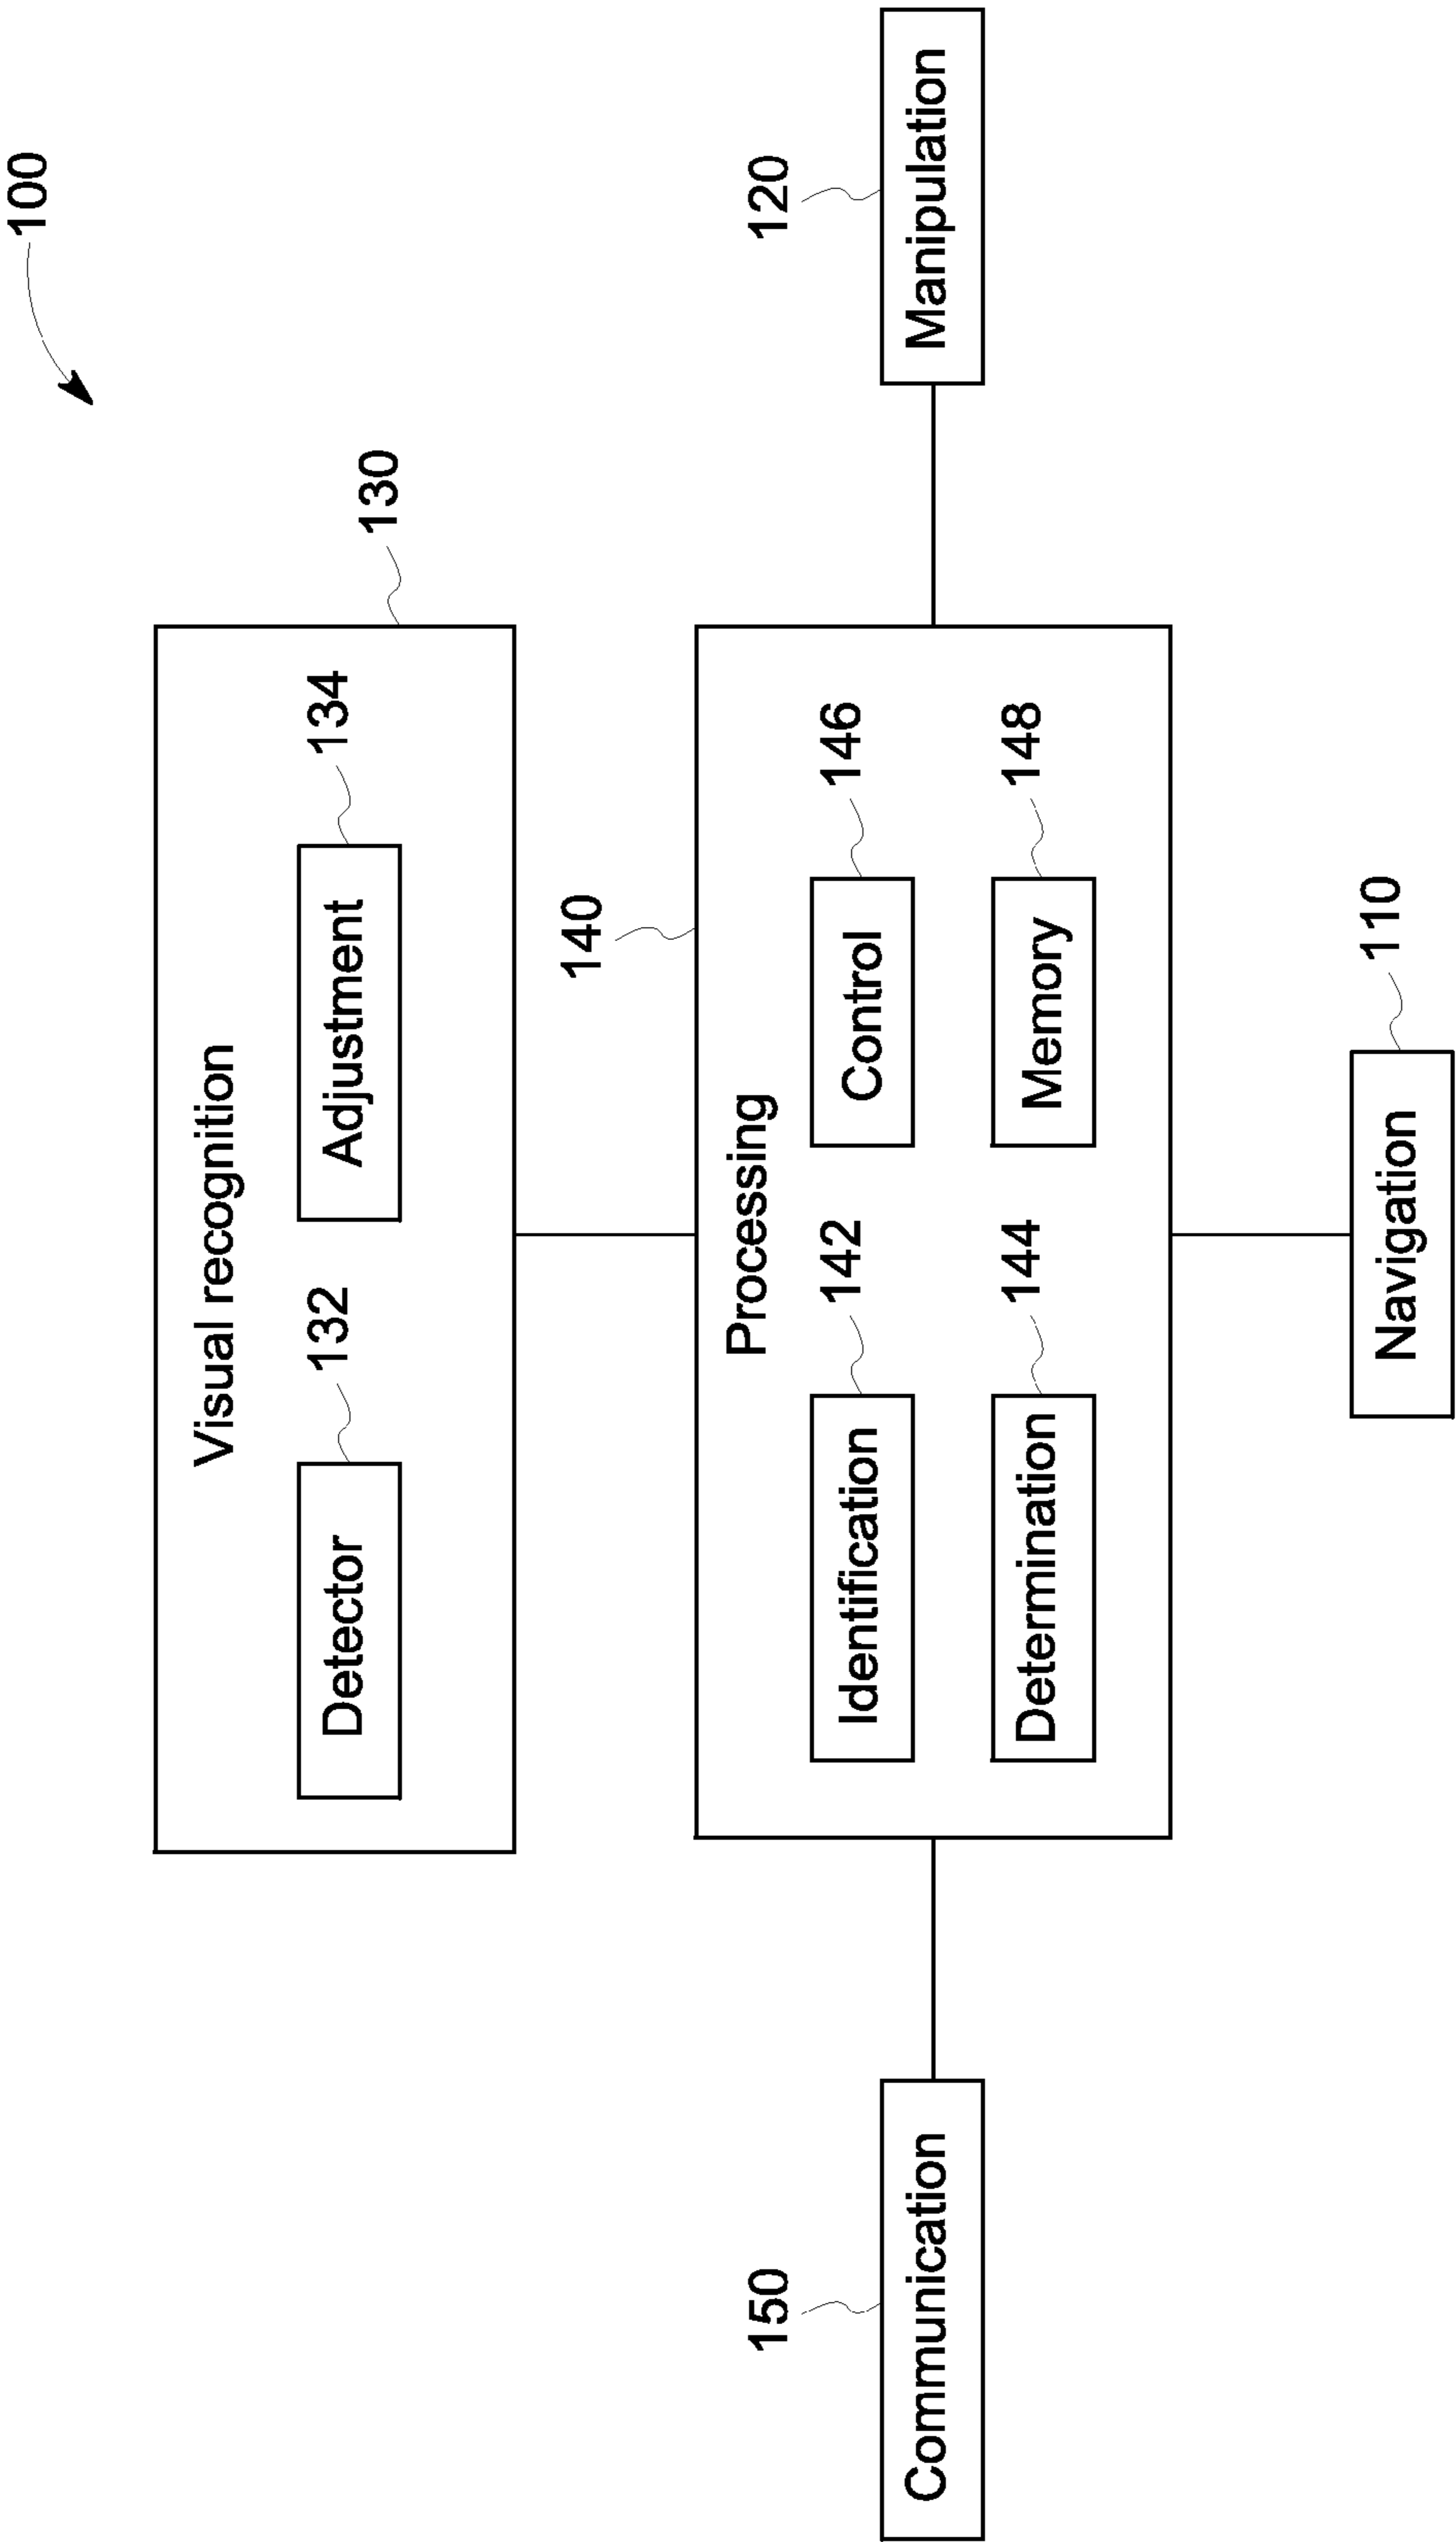 100
Visual recognition
130
132
134
Detector
Adjustment
140
Processing
142
146
Identification
Control
144
148
Determination
Memory
150
120
Communication
Manipulation
110
Navigation